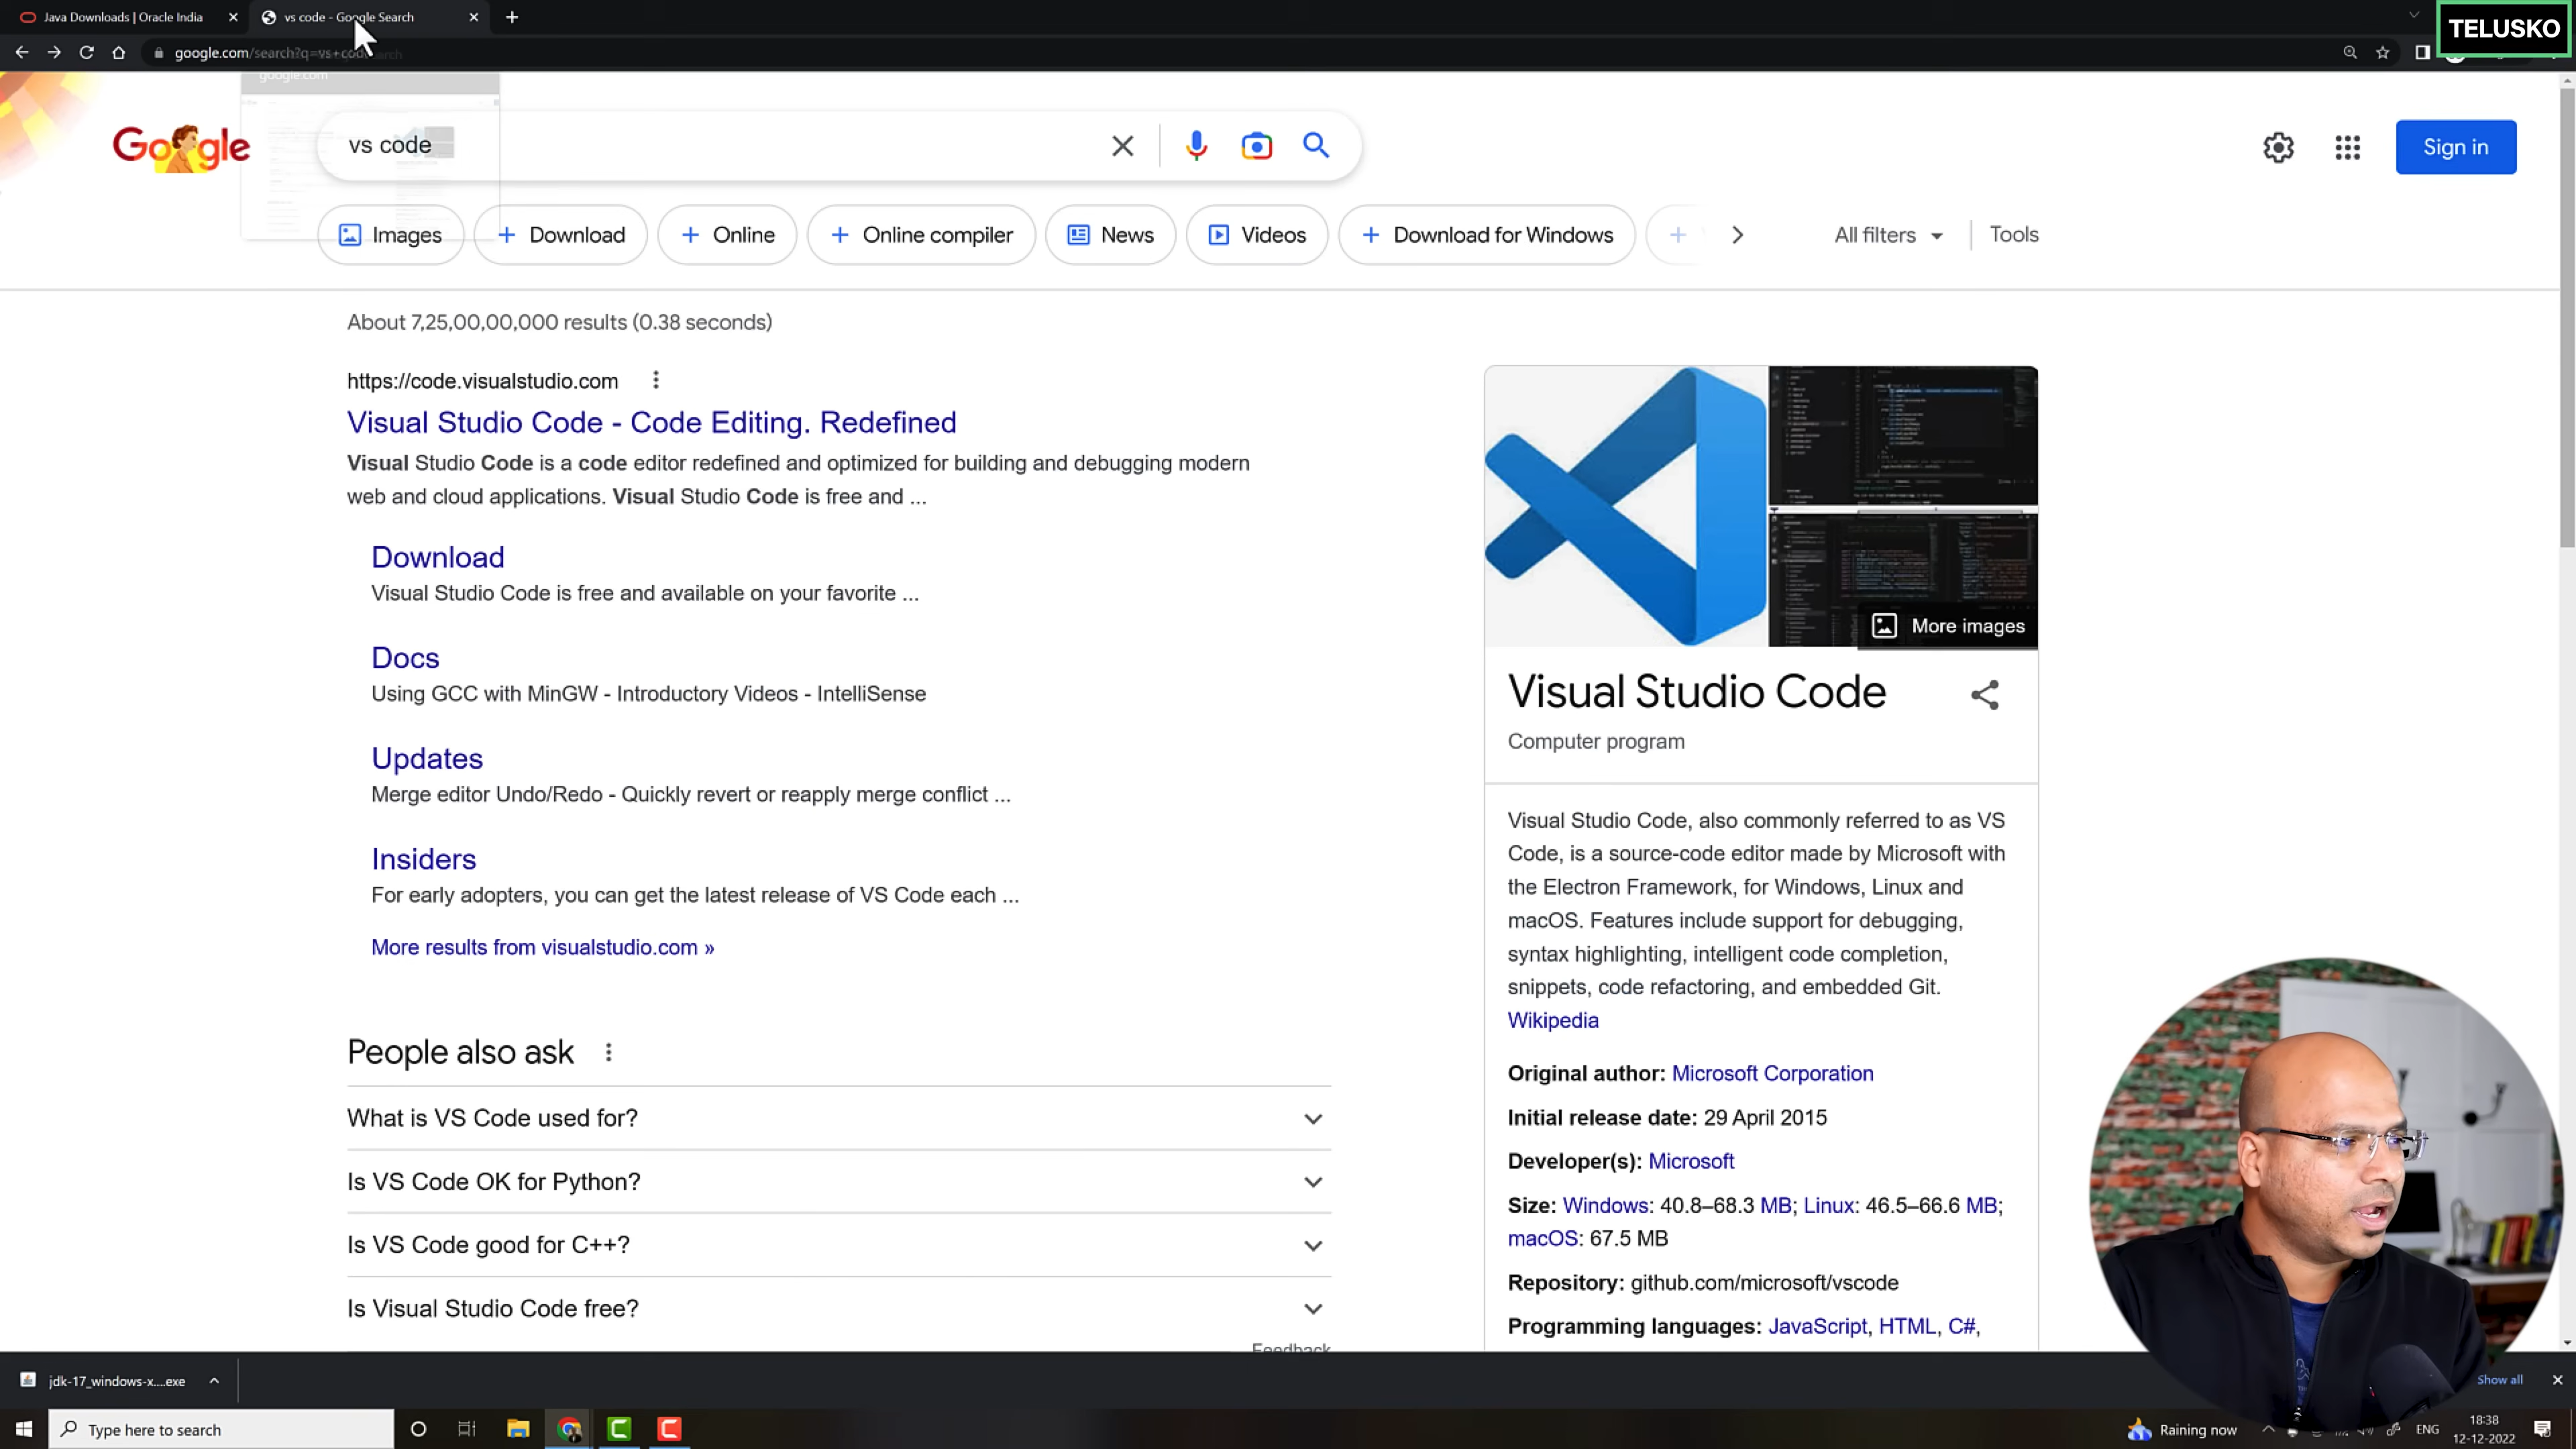 Java Downloads | Oracle India
vs code - Google Search
TELUSKO
google.com/search?q=vs+code
google.com
Google
vs code
Sign in
Images
Download
Online
Online compiler
News
Videos
Download for Windows
All filters
Tools
About 7,25,00,00,000 results (0.38 seconds)
https://code.visualstudio.com
Visual Studio Code - Code Editing. Redefined
Visual Studio Code is a code editor redefined and optimized for building and debugging modern
web and cloud applications. Visual Studio Code is free and ...
Download
Visual Studio Code is free and available on your favorite ...
Docs
Using GCC with MinGW - Introductory Videos - IntelliSense
Updates
Merge editor Undo/Redo - Quickly revert or reapply merge conflict ...
Insiders
For early adopters, you can get the latest release of VS Code each ...
More results from visualstudio.com »
People also ask
What is VS Code used for?
Is VS Code OK for Python?
Is VS Code good for C++?
Is Visual Studio Code free?
Feedback
More images
Visual Studio Code
Computer program
Visual Studio Code, also commonly referred to as VS
Code, is a source-code editor made by Microsoft with
the Electron Framework, for Windows, Linux and
macOS. Features include support for debugging,
syntax highlighting, intelligent code completion,
snippets, code refactoring, and embedded Git.
Wikipedia
Original author: Microsoft Corporation
Initial release date: 29 April 2015
Developer(s): Microsoft
Size: Windows: 40.8–68.3 MB; Linux: 46.5–66.6 MB;
macOS: 67.5 MB
Repository: github.com/microsoft/vscode
Programming languages: JavaScript, HTML, C#,
jdk-17_windows-x....exe
Show all
Type here to search
Raining now
ENG
18:38
12-12-2022